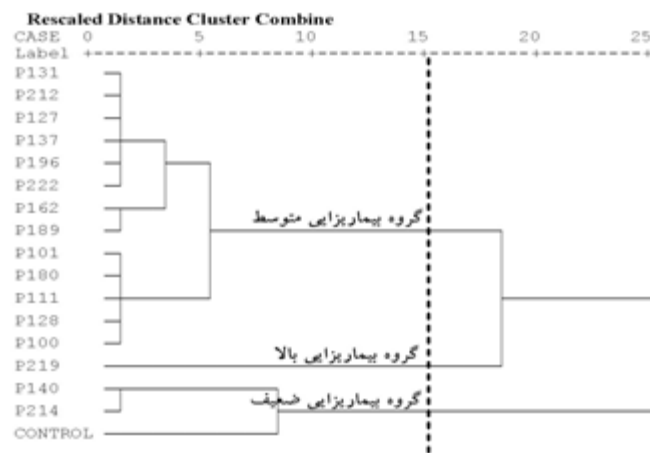 Rescaled Distance Cluster Combine
CASE 0 5 10 15 20 25
Label
P131
P212
P127
P137
P196
P222
P162
P189
گروه بیماریزایی متوسط
P101
P180
P111
P128
P100
P219
گروه بیماریزایی بالا
P140
P214
گروه بیماریزایی ضعیف
CONTROL